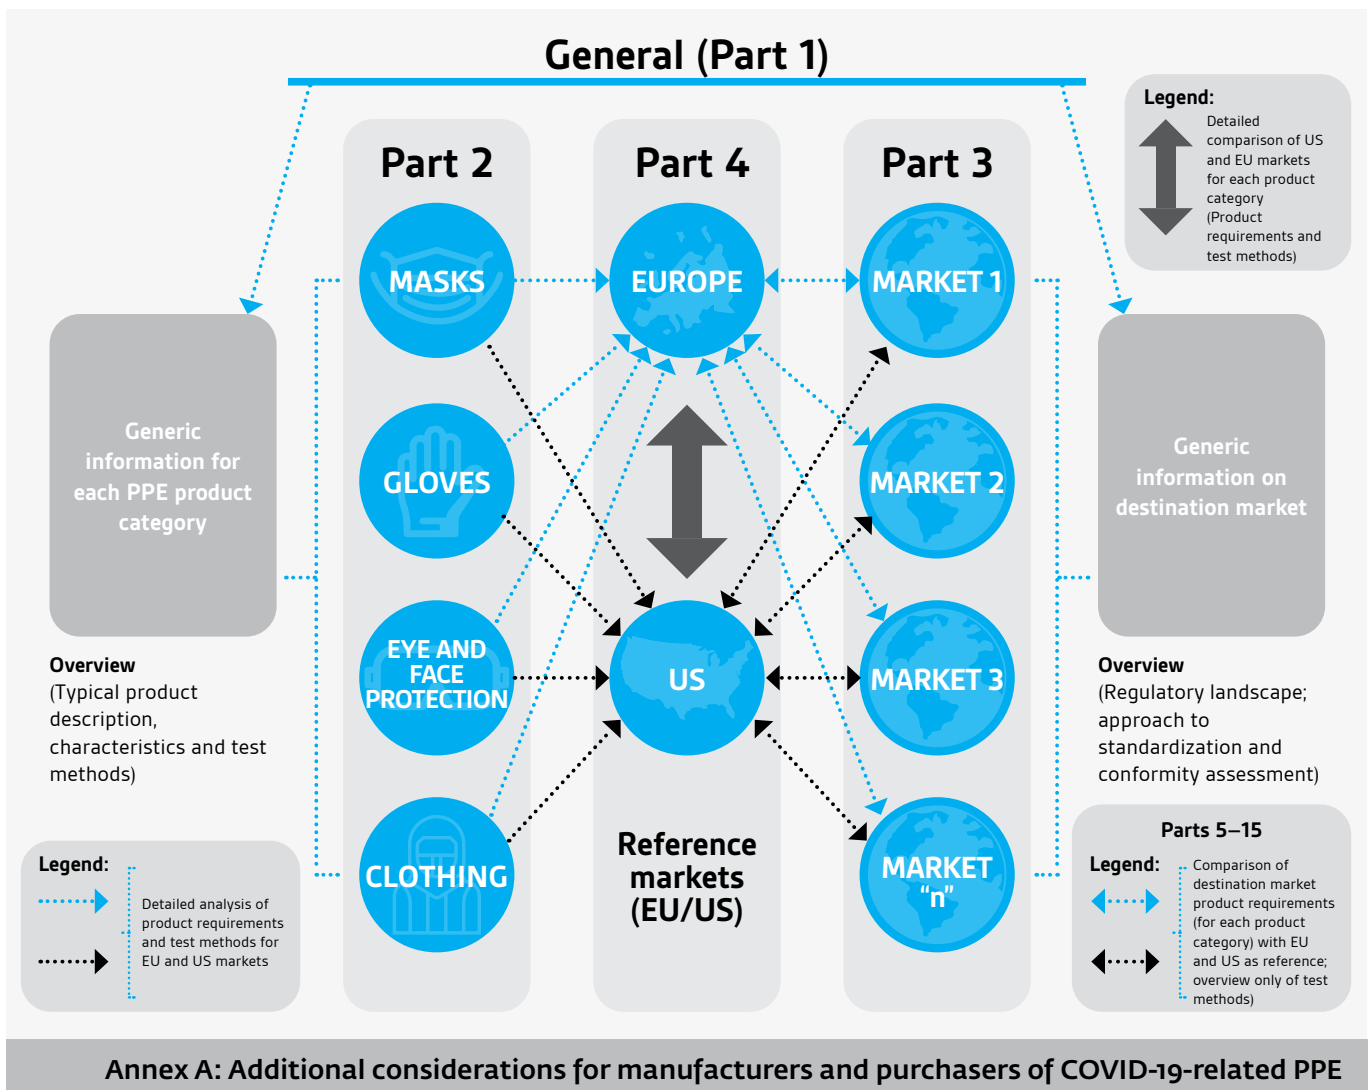 General (Part 1)
Legend:
Detailed
comparison of US
and EU markets
for each product
category
(Product
requirements and
test methods)
Part 2
Part 4
Part 3
MASKS
EUROPE
MARKET 1
Generic
information for
each PPE product
category
GLOVES
MARKET 2
Generic
information on
destination market
EYE AND
FACE
PROTECTION
US
MARKET 3
Overview
(Typical product
description,
characteristics and test
methods)
Overview
(Regulatory landscape;
approach to
standardization and
conformity assessment)
CLOTHING
Reference
markets
(EU/US)
MARKET
“n”
Legend:
Detailed analysis of
product requirements
and test methods for
EU and US markets
Parts 5–15
Legend:
Comparison of
destination market
product requirements
(for each product
category) with EU
and US as reference;
overview only of test
methods)
Annex A: Additional considerations for manufacturers and purchasers of COVID-19-related PPE